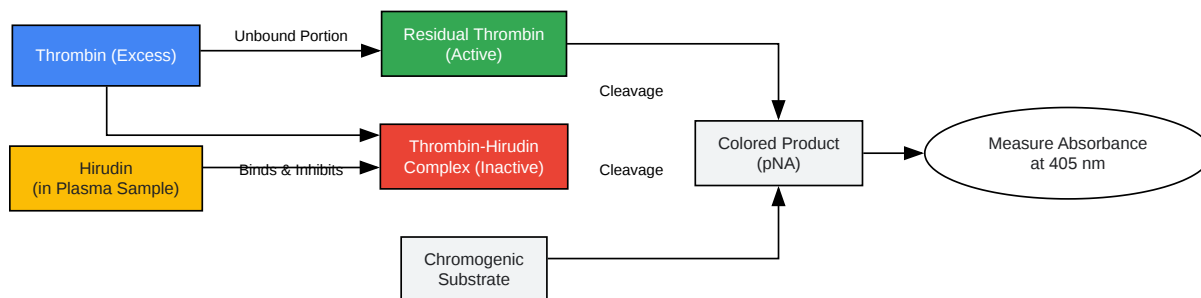 Thrombin (Excess)
Unbound Portion
Residual Thrombin
(Active)
Cleavage
Hirudin
(in Plasma Sample)
Binds & Inhibits
Thrombin-Hirudin
Complex (Inactive)
Cleavage
Colored Product
(pNA)
Measure Absorbance
at 405 nm
Chromogenic
Substrate